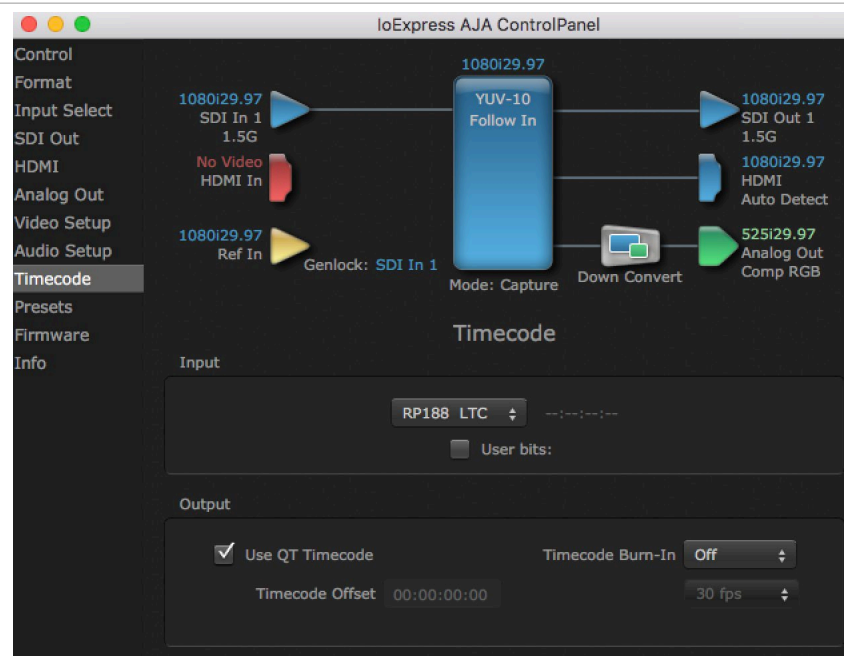 IoExpress AJA ControlPanel
Control
Format
Input Select
SDI Out
HDMI
Analog Out
Video Setup
Audio Setup
Timecode
Presets
Firmware
Info
1080i29.97
SDI In 1
1.5G
No Video
HDMI In
1080i29.97
Ref In
Genlock: SDI In 1
1080i29.97
YUV-10
Follow In
Mode: Capture
Down Convert
1080i29.97
SDI Out 1
1.5G
1080i29.97
HDMI
Auto Detect
525i29.97
Analog Out
Comp RGB
Timecode
Input
RP188 LTC --:--:--:--
User bits:
Output
Use QT Timecode
Timecode Burn-In Off
Timecode Offset 00:00:00:00
30 fps